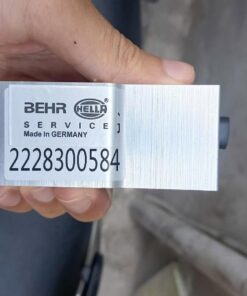 BEHR HELLA
SERVICE
Made in GERMANY
2228300584